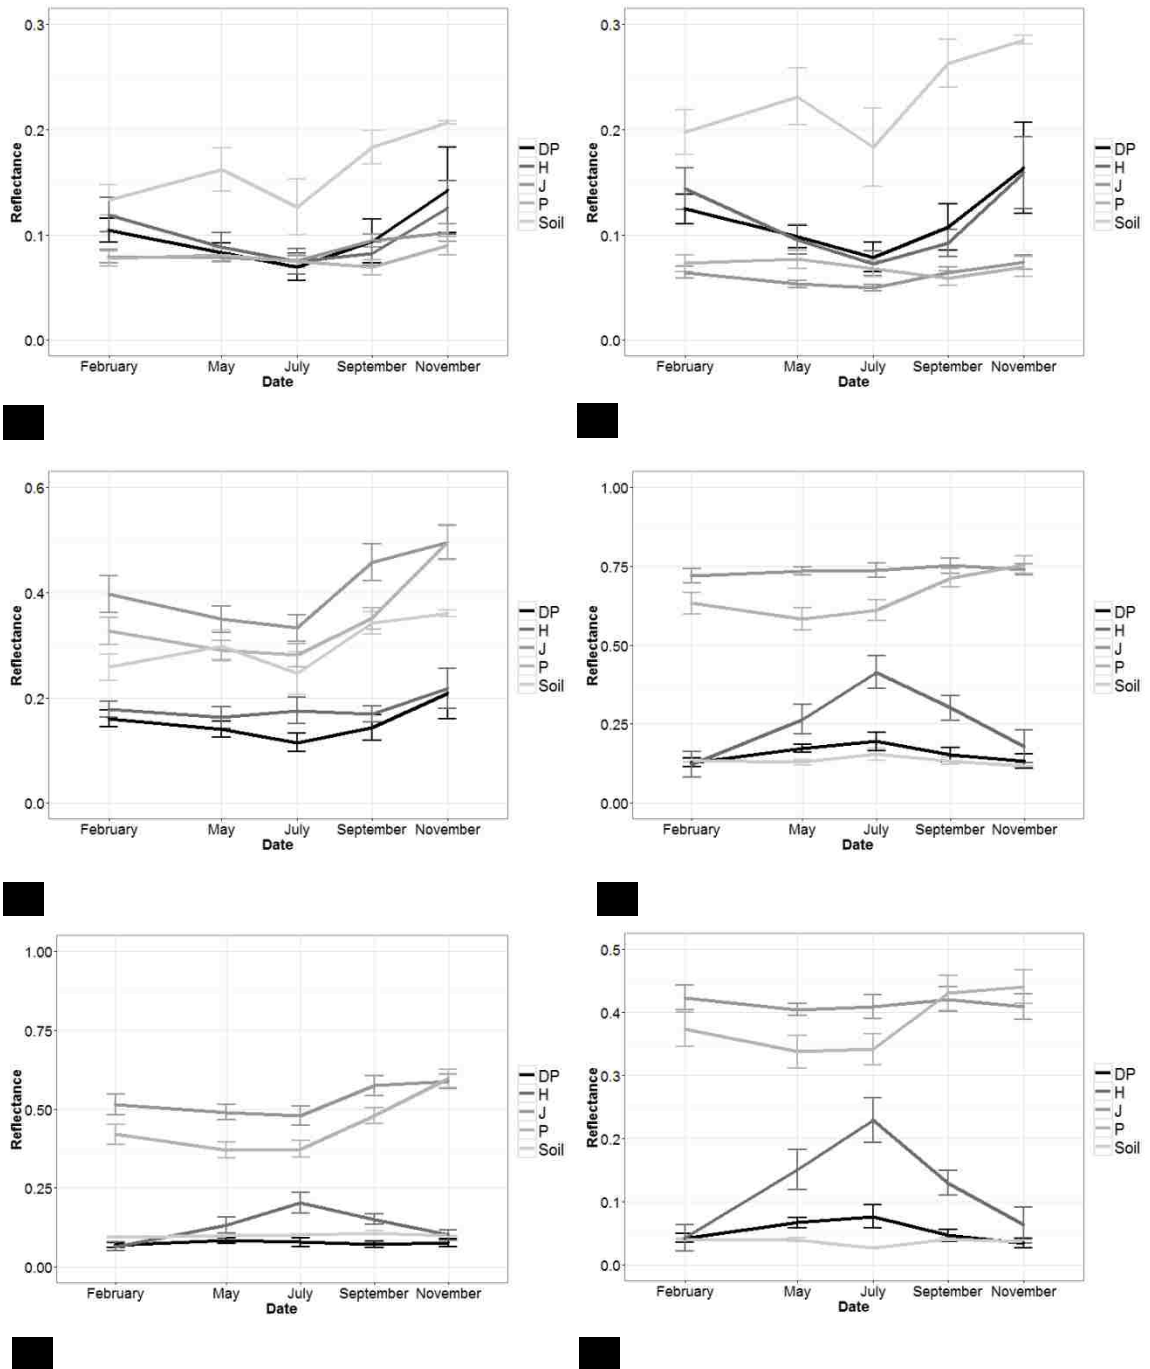 0.3
0.2
0.1
0.0
Reflectance
February May July September November
Date
DP
H
J
P
Soil
0.3
0.2
0.1
0.0
Reflectance
February May July September November
Date
DP
H
J
P
Soil
0.6
0.4
0.2
0.0
Reflectance
February May July September November
Date
DP
H
J
P
Soil
1.00
0.75
0.50
0.25
0.00
Reflectance
February May July September November
Date
DP
H
J
P
Soil
1.00
0.75
0.50
0.25
0.00
Reflectance
February May July September November
Date
DP
H
J
P
Soil
0.5
0.4
0.3
0.2
0.1
0.0
Reflectance
February May July September November
Date
DP
H
J
P
Soil